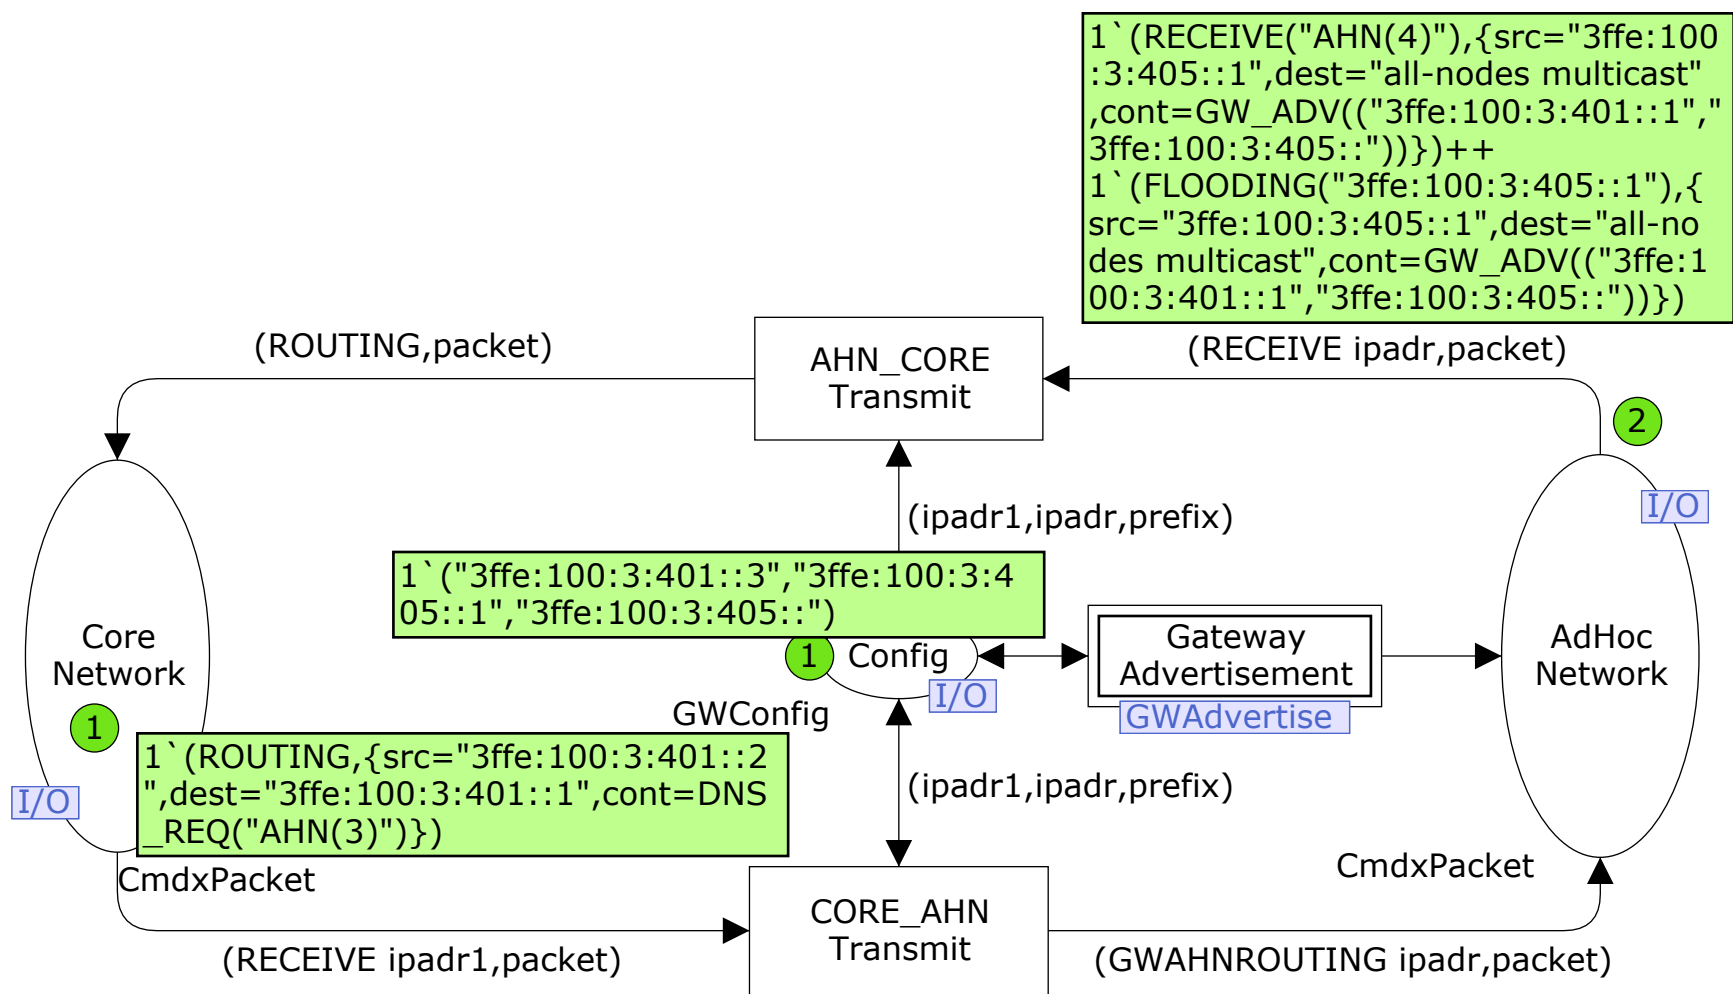 1`(RECEIVE("AHN(4)"),{src="3ffe:100
:3:405::1",dest="all-nodes multicast"
,cont=GW_ADV(("3ffe:100:3:401::1","
3ffe:100:3:405::"))})++
1`(FLOODING("3ffe:100:3:405::1"),{
src="3ffe:100:3:405::1",dest="all-no
des multicast",cont=GW_ADV(("3ffe:1
00:3:401::1","3ffe:100:3:405::"))})
(ROUTING,packet)
AHN_CORE
Transmit
(RECEIVE ipadr,packet)
2
I/O
(ipadr1,ipadr,prefix)
1`("3ffe:100:3:401::3","3ffe:100:3:4
05::1","3ffe:100:3:405::")
Core
Network
1
Config
I/O
GWConfig
Gateway
Advertisement
GWAdvertise
AdHoc
Network
1
1`(ROUTING,{src="3ffe:100:3:401::2
",dest="3ffe:100:3:401::1",cont=DNS
_REQ("AHN(3)")})
I/O
(ipadr1,ipadr,prefix)
CmdxPacket
CmdxPacket
CORE_AHN
Transmit
(RECEIVE ipadr1,packet)
(GWAHNROUTING ipadr,packet)